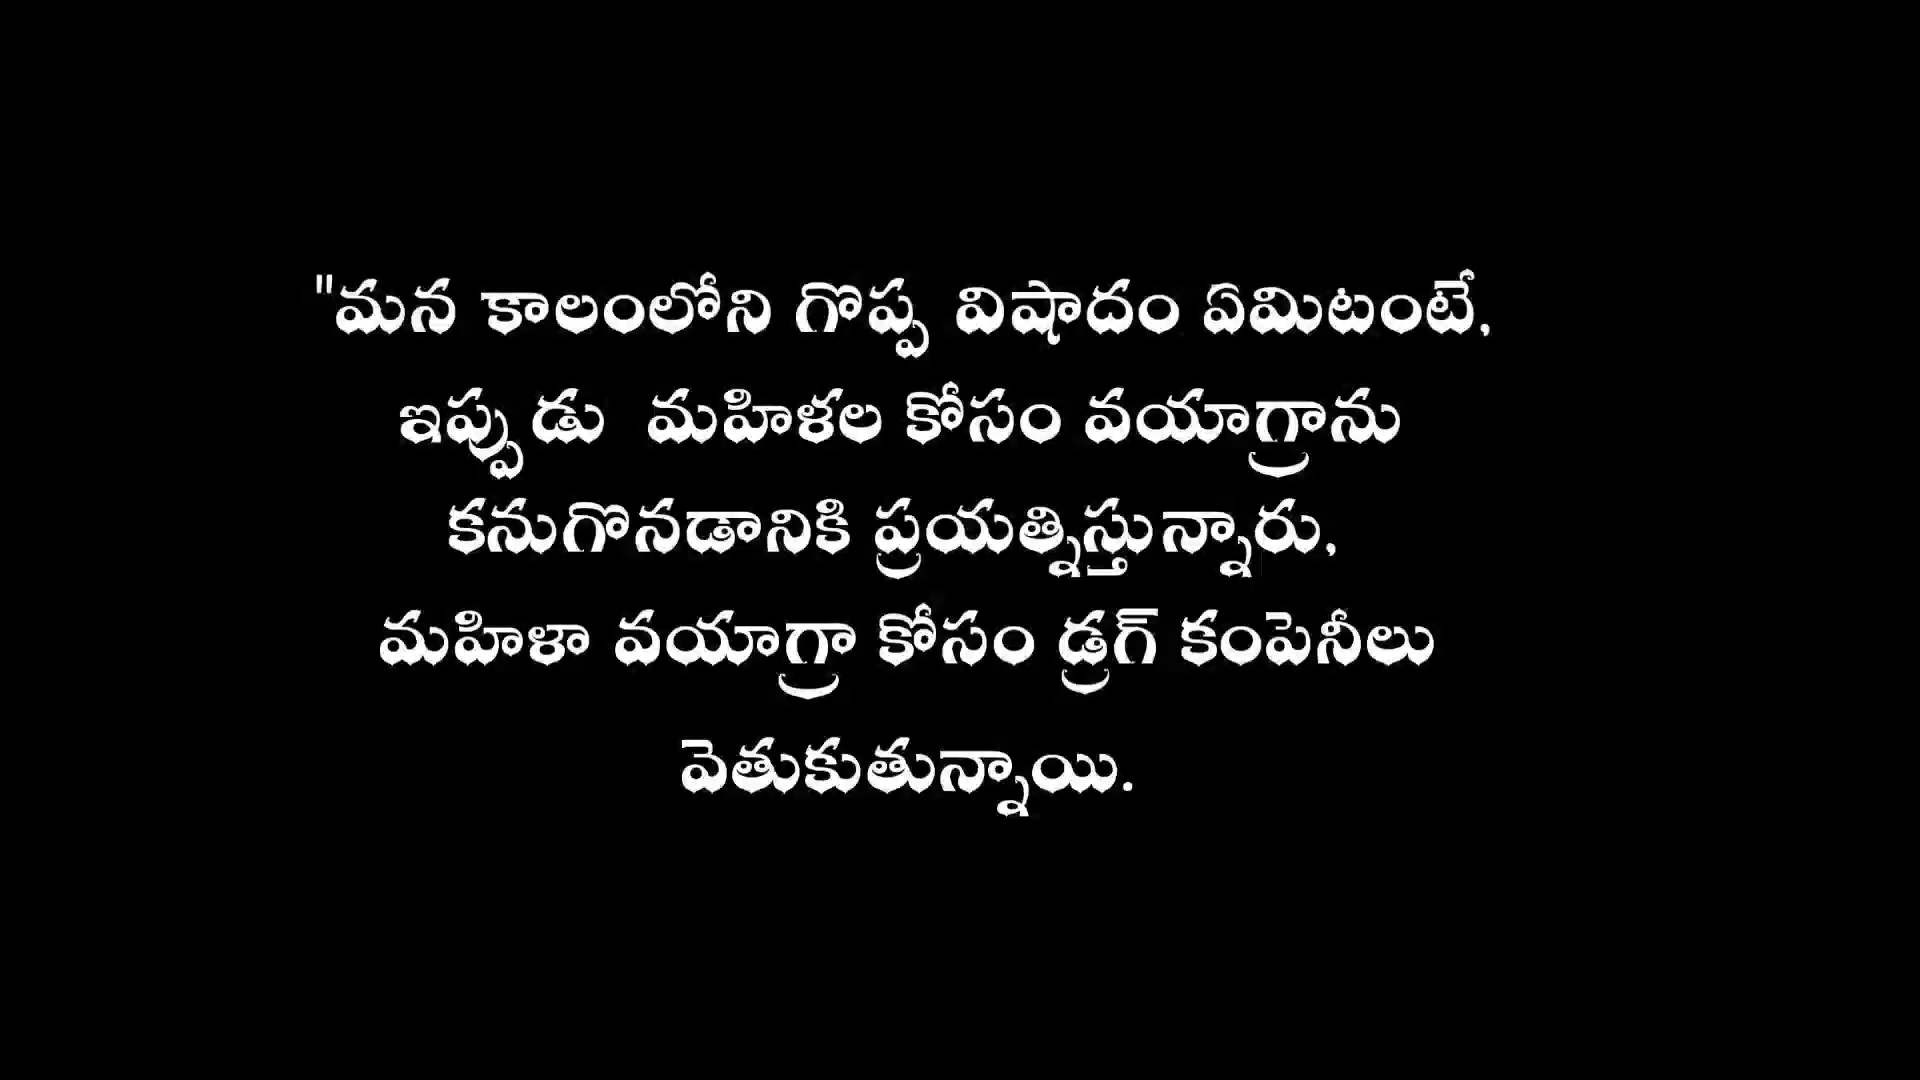 "మన కాలంలోని గొప్ప విషాదం ఏమిటంటే,
ఇప్పుడు మహిళల కోసం వయాగ్రాను
కనుగొనడానికి ప్రయత్నిస్తున్నారు,
మహిళా వయాగ్రా కోసం డ్రగ్ కంపెనీలు
వెతుకుతున్నాయి.